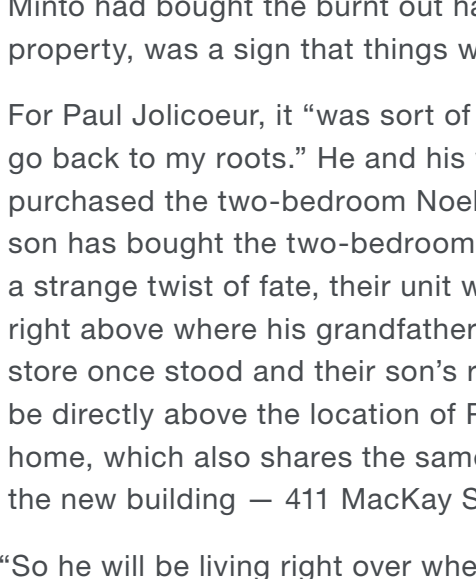 Minto had bought the burnt out
property, was a sign that things
For Paul Jolicoeur, it “was sort of
go back to my roots.” He and his
purchased the two-bedroom Noel
son has bought the two-bedroom
a strange twist of fate, their unit
right above where his grandfather
store once stood and their son’s
be directly above the location of
home, which also shares the same
the new building — 411 MacKay
“So he will be living right over